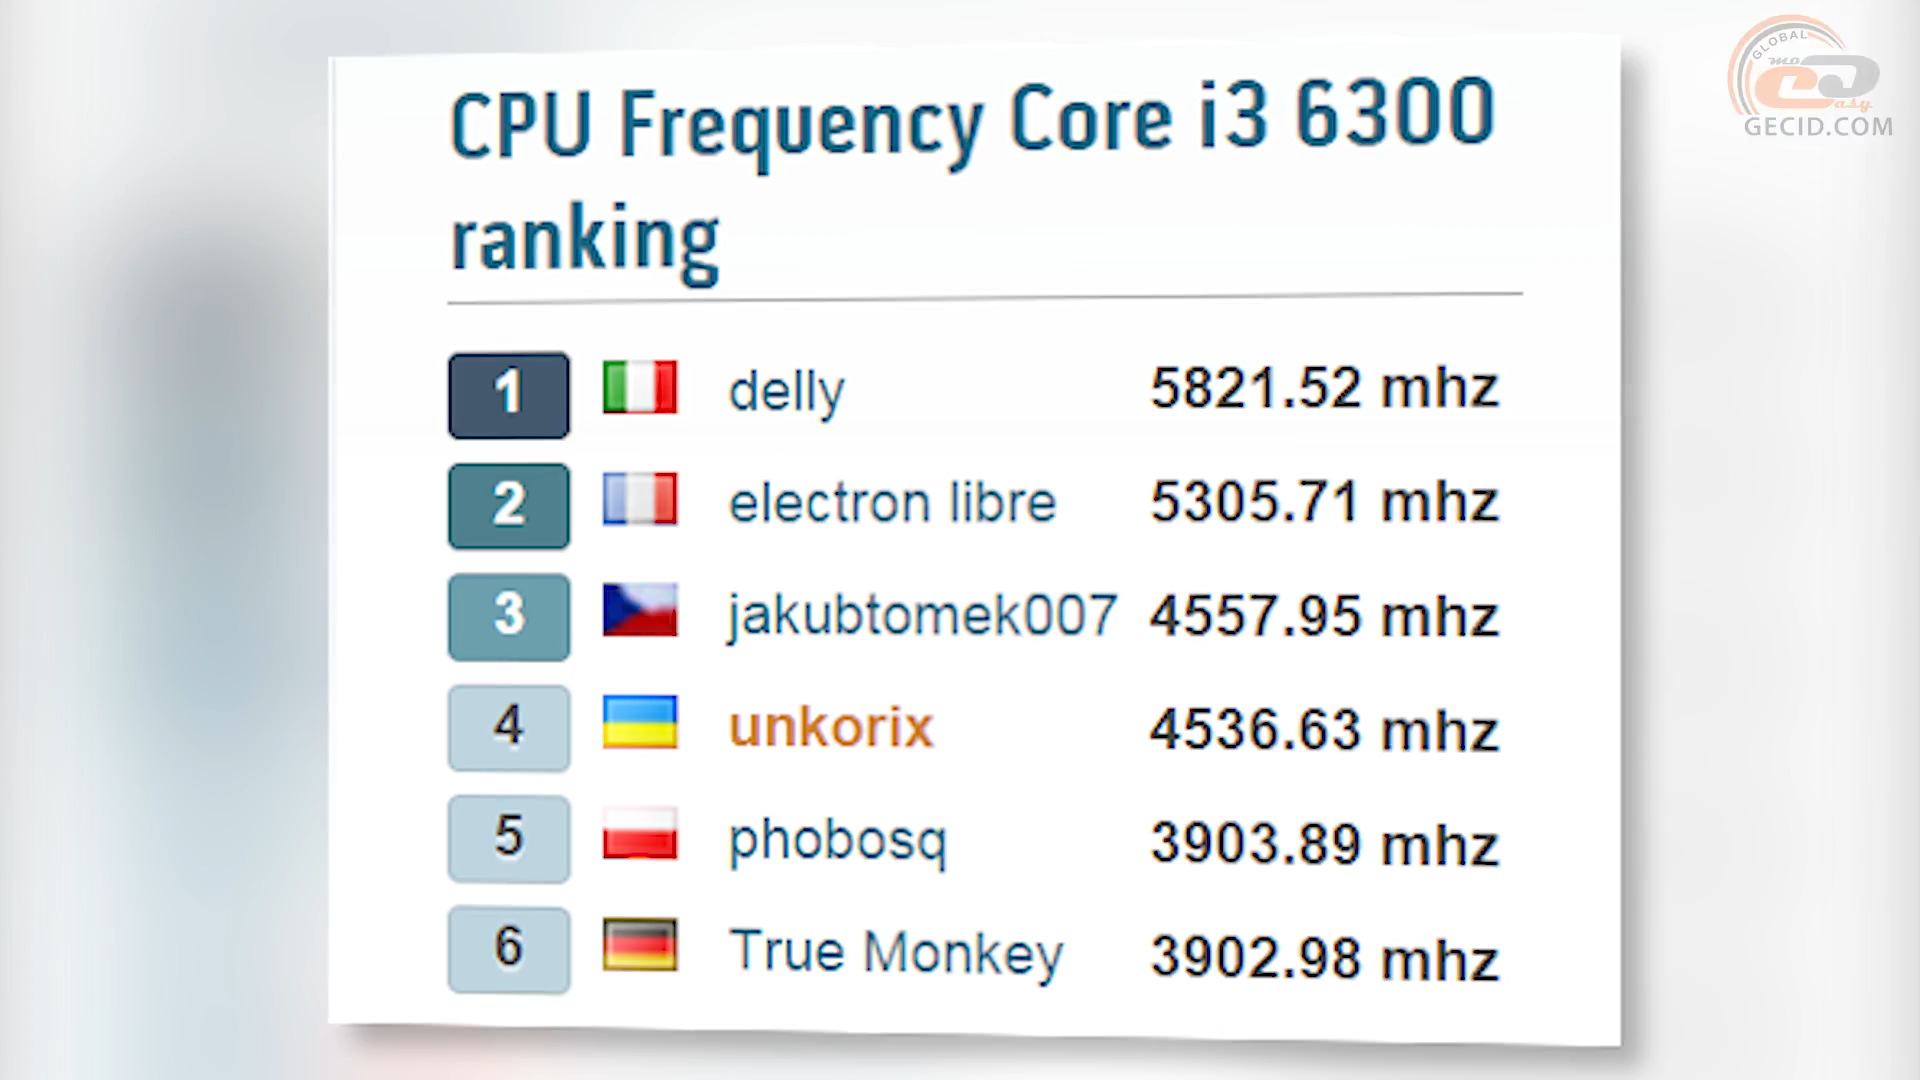 GLOBAL
easy
GECID.COM
CPU Frequency Core i3 6300
ranking
1 delly 5821.52 mhz
2 electron libre 5305.71 mhz
3 jakubtomek007 4557.95 mhz
4 unkorix 4536.63 mhz
5 phobosq 3903.89 mhz
6 True Monkey 3902.98 mhz